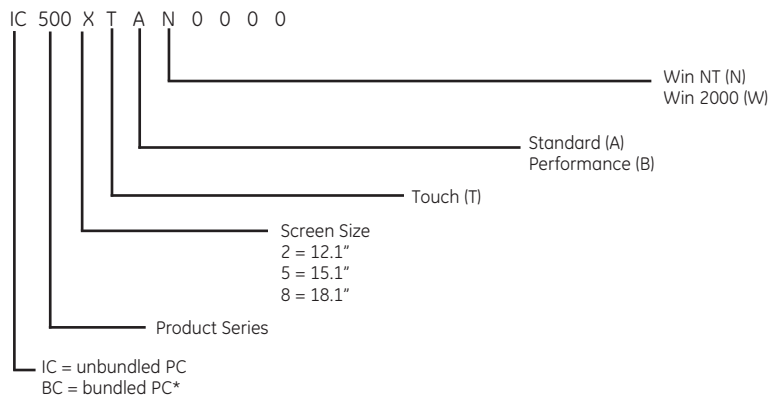 IC 500 X T A N 0 0 0 0
Win NT (N)
Win 2000 (W)
Standard (A)
Performance (B)
Touch (T)
Screen Size
2 = 12.1”
5 = 15.1”
8 = 18.1”
Product Series
IC = unbundled PC
BC = bundled PC*